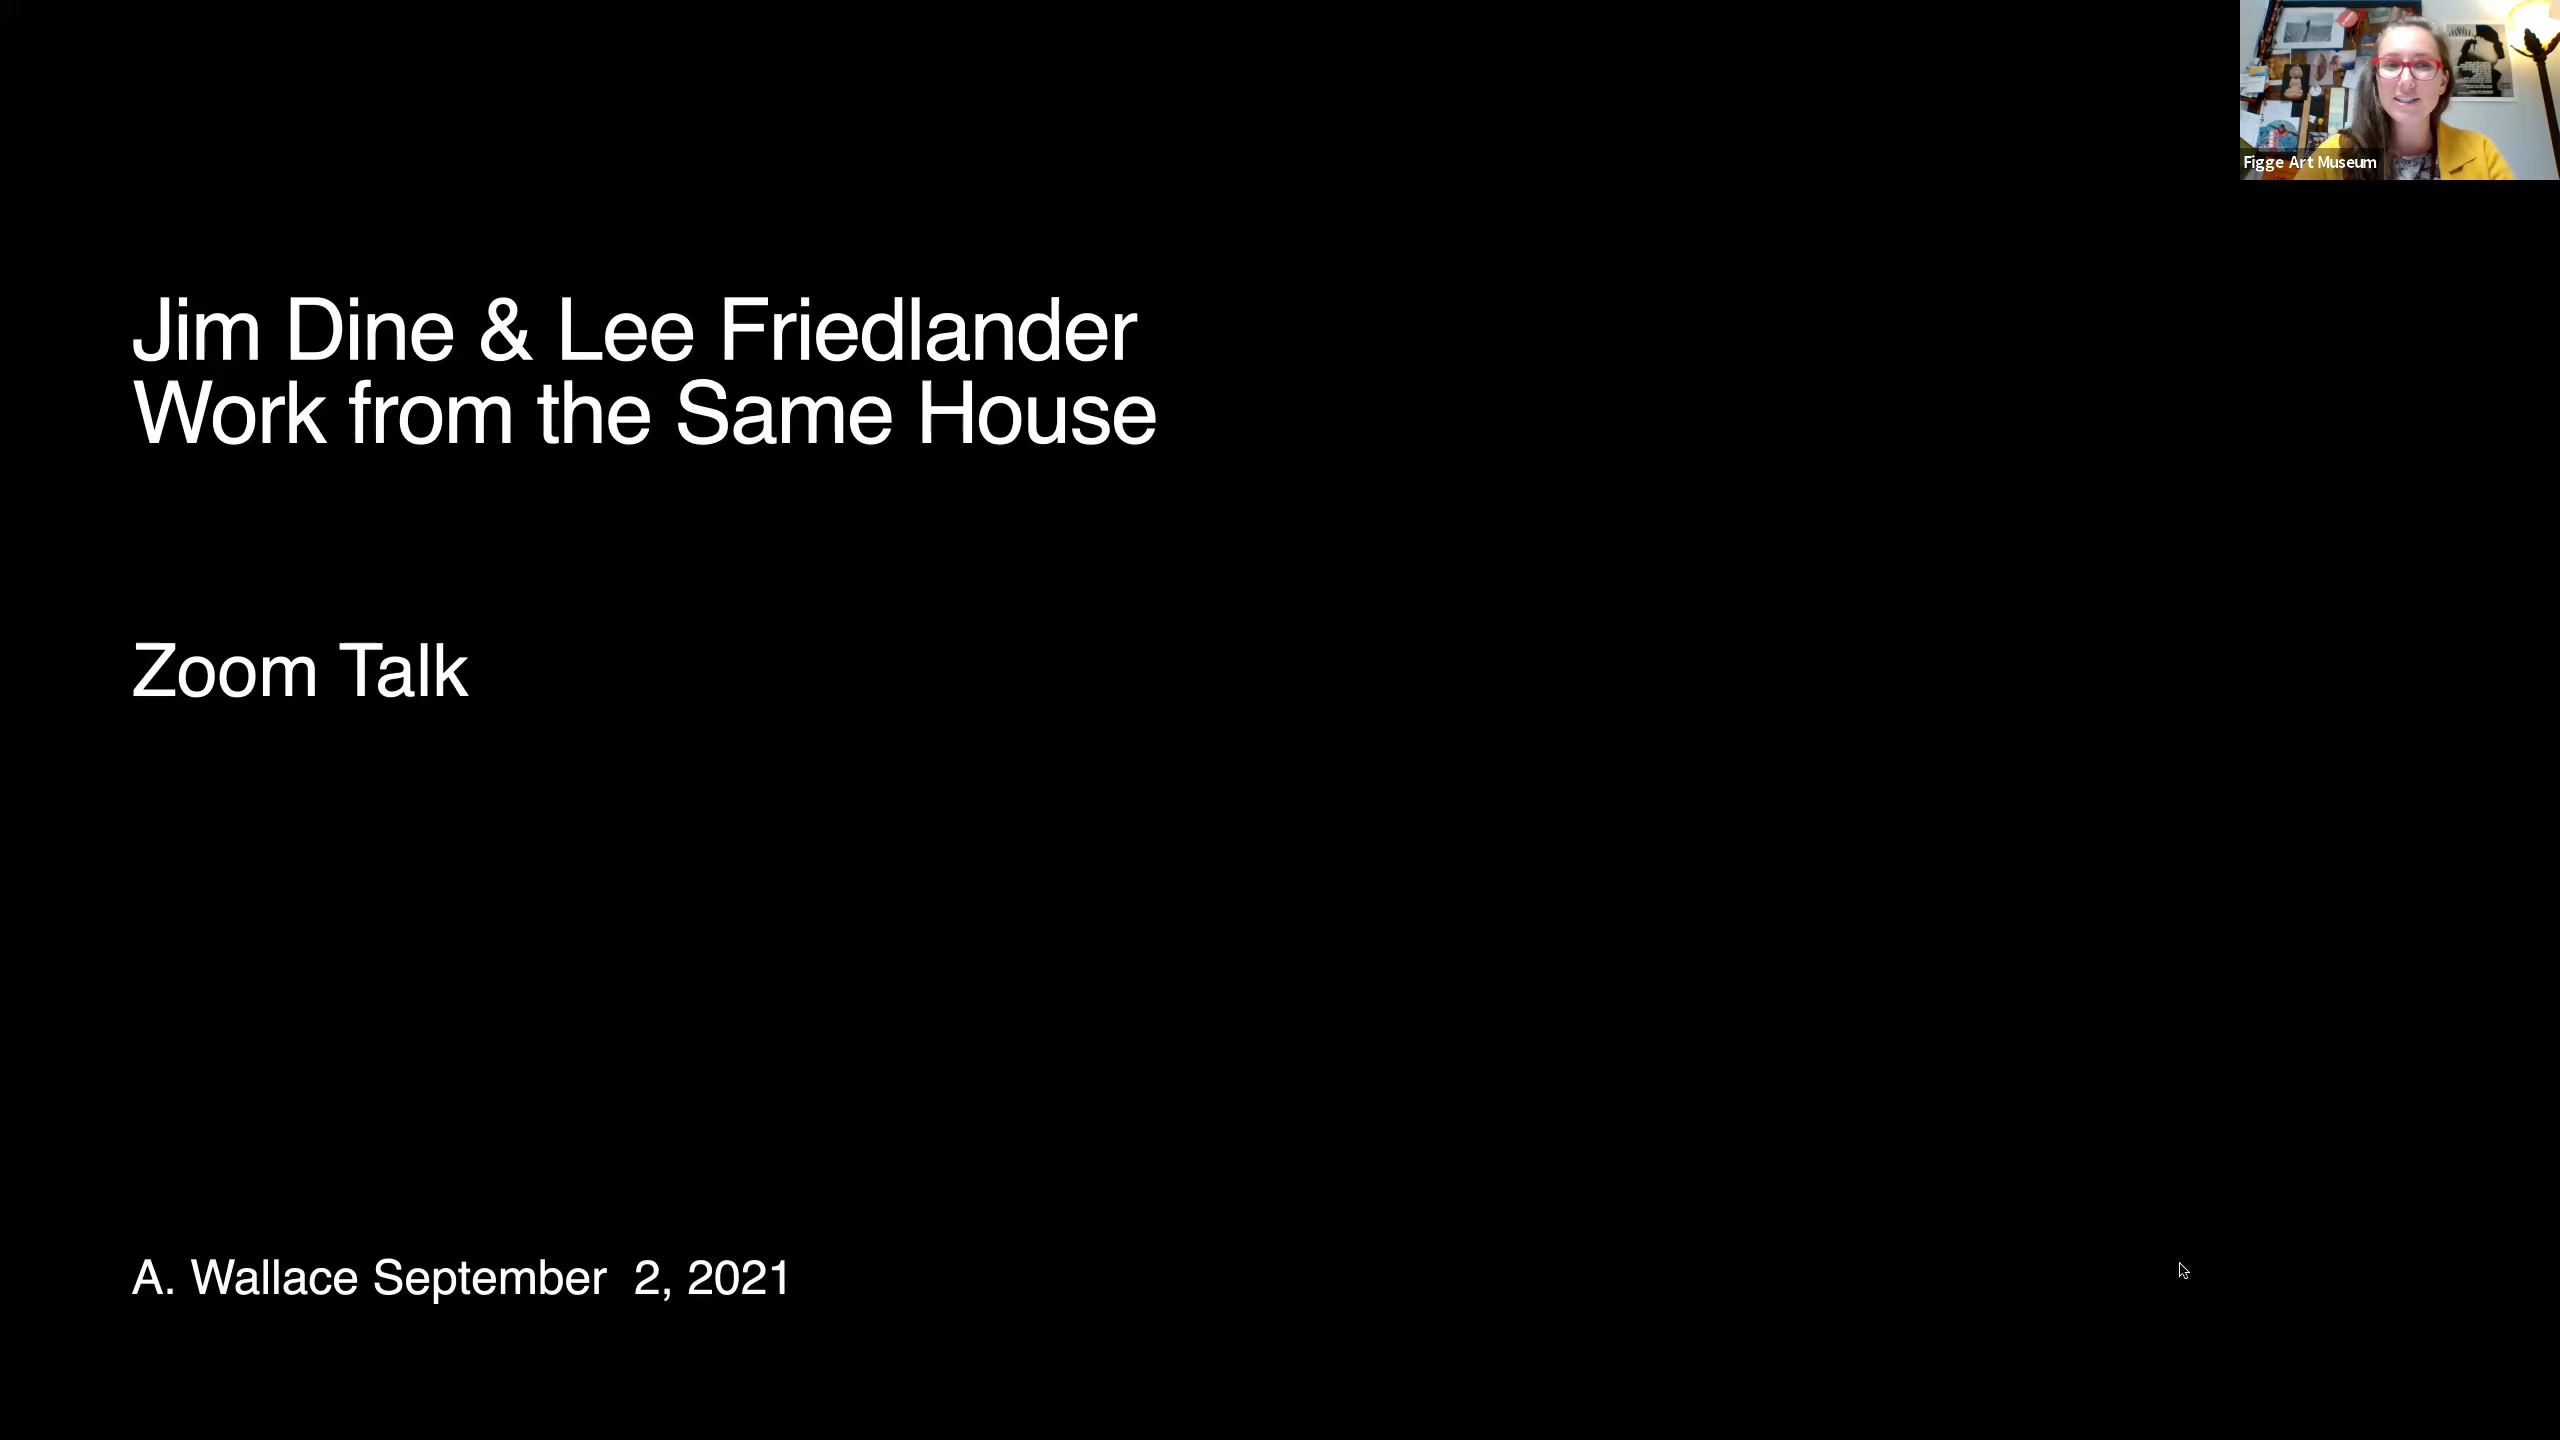 Jim Dine & Lee Friedlander
Work from the Same House
Zoom Talk
A. Wallace September  2, 2021
Figge Art Museum